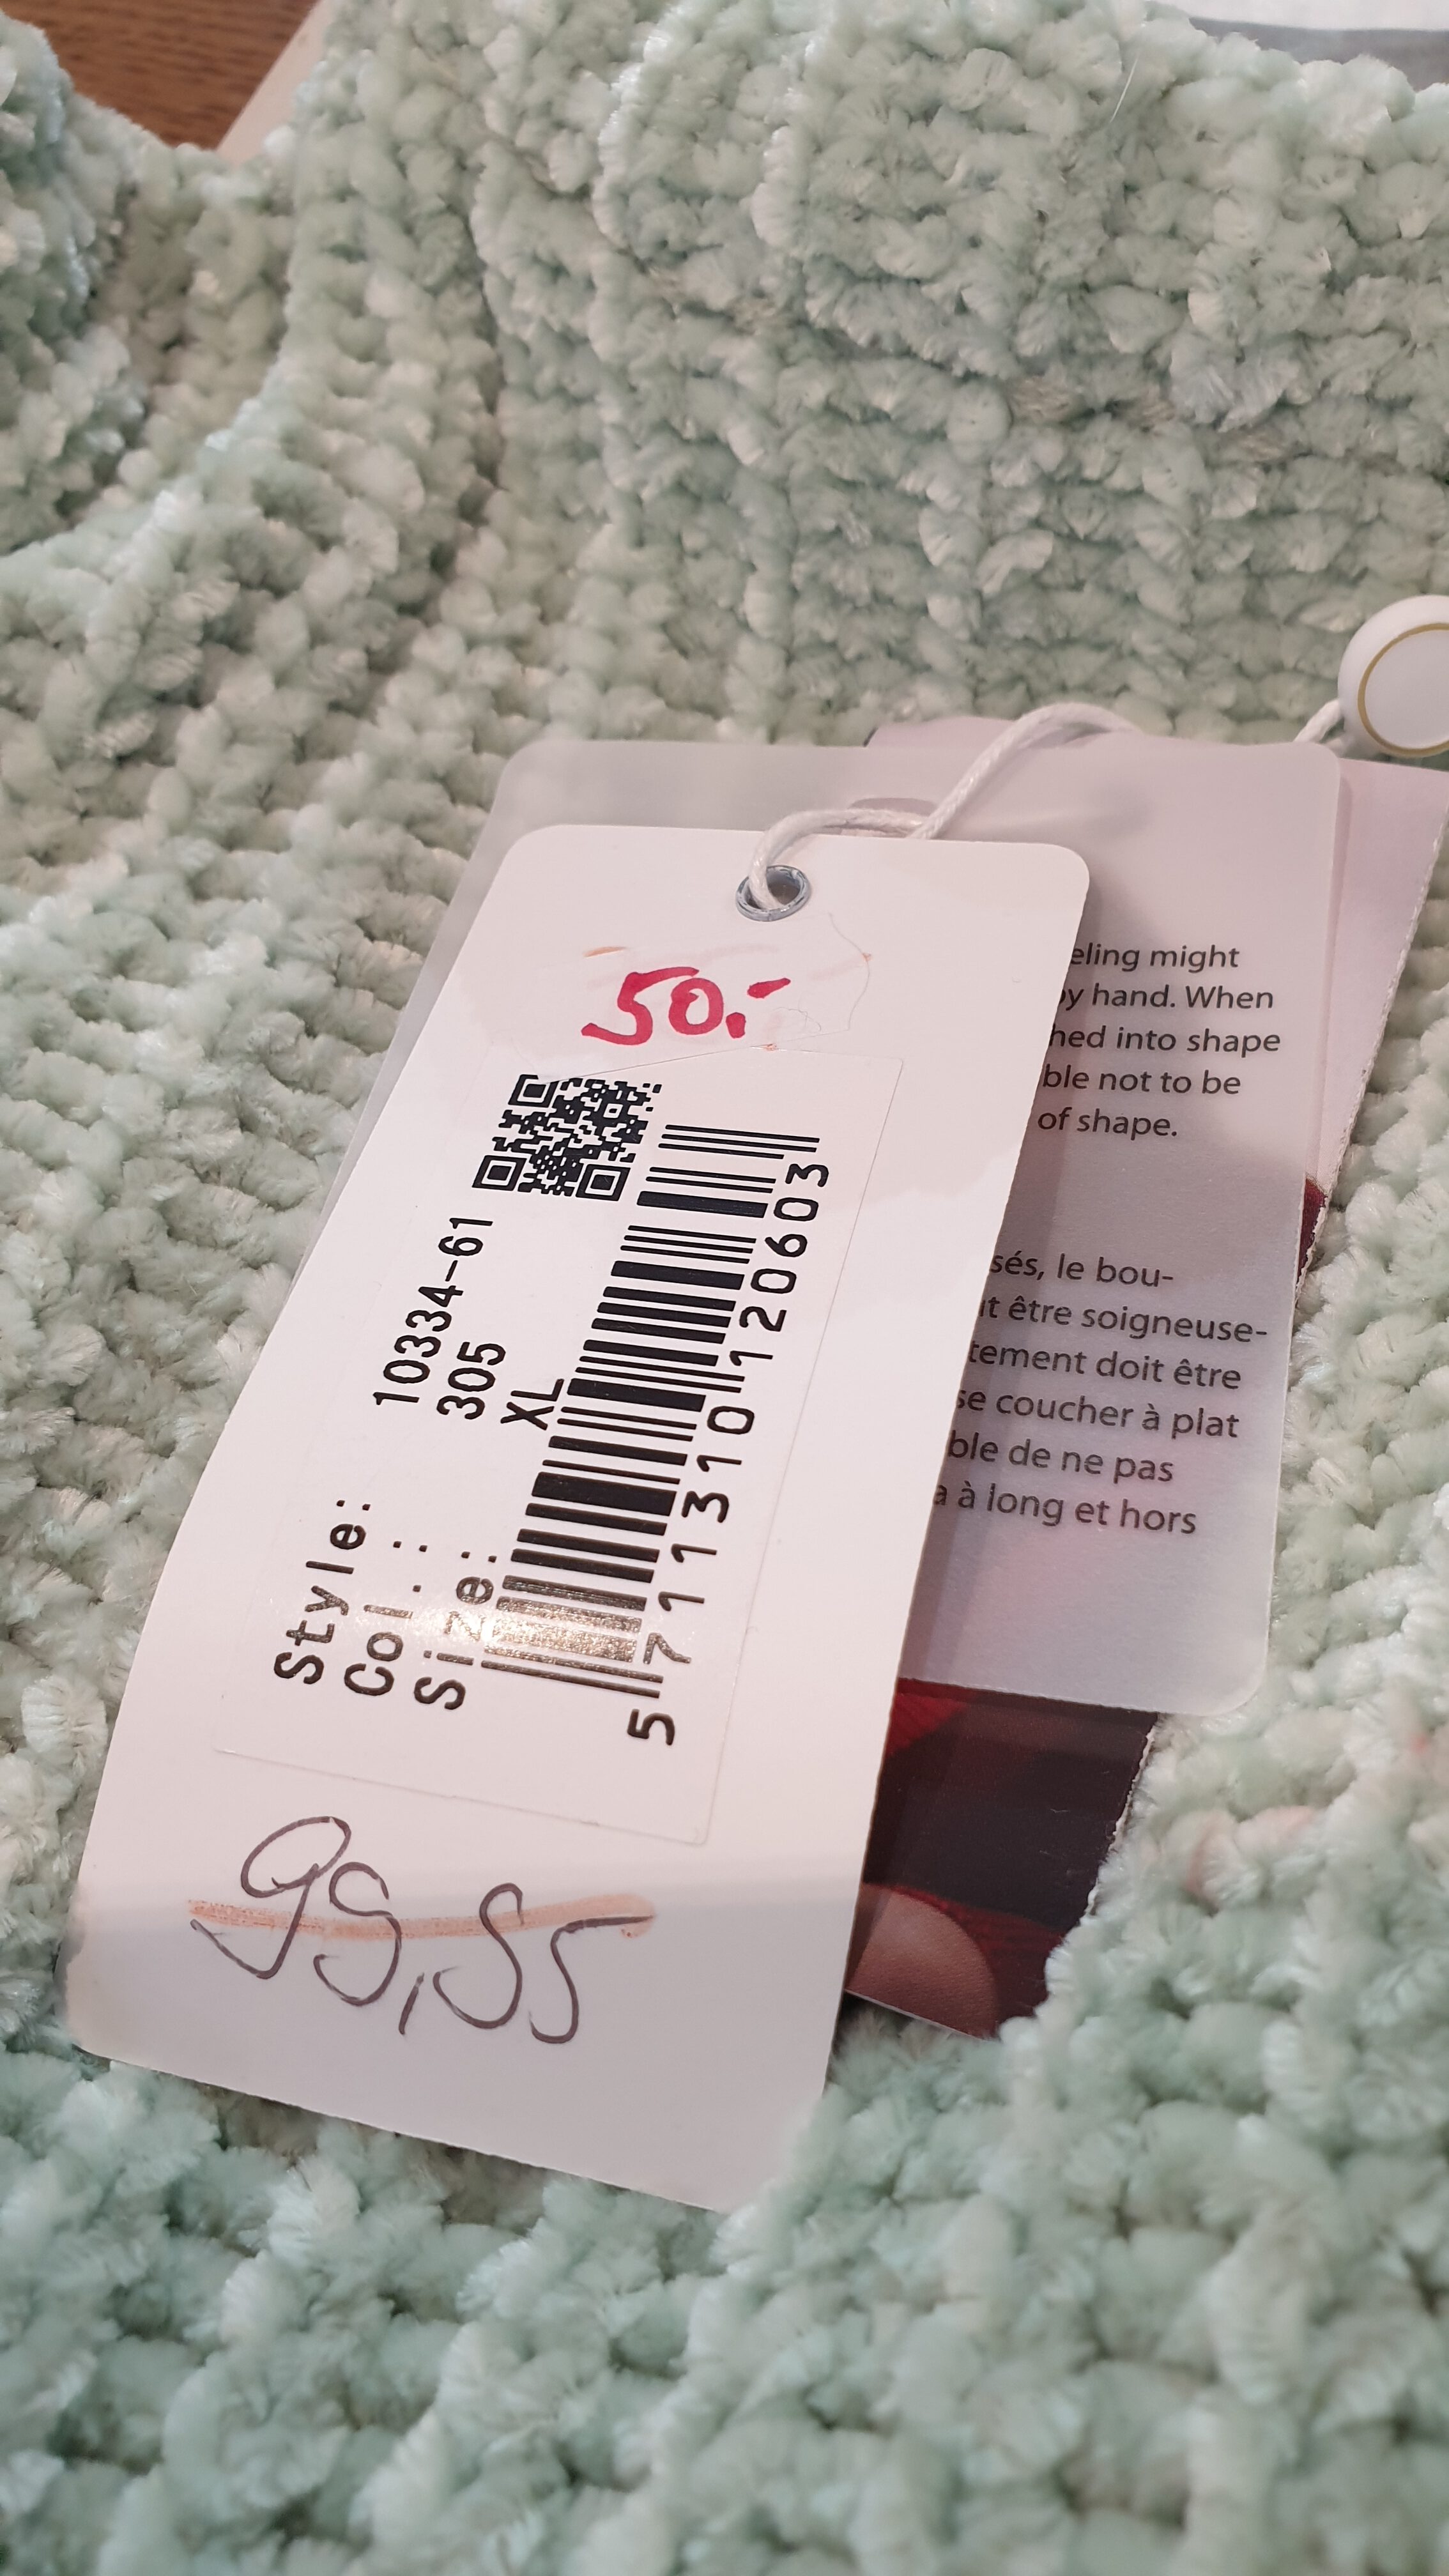 50.-
Style: 10334-61
Col.: 305
Size: XL
5711310120603
99,95
eling might
by hand. When
hed into shape
ble not to be
of shape.
sés, le bou-
it être soigneuse-
tement doit être
se coucher à plat
ble de ne pas
a à long et hors